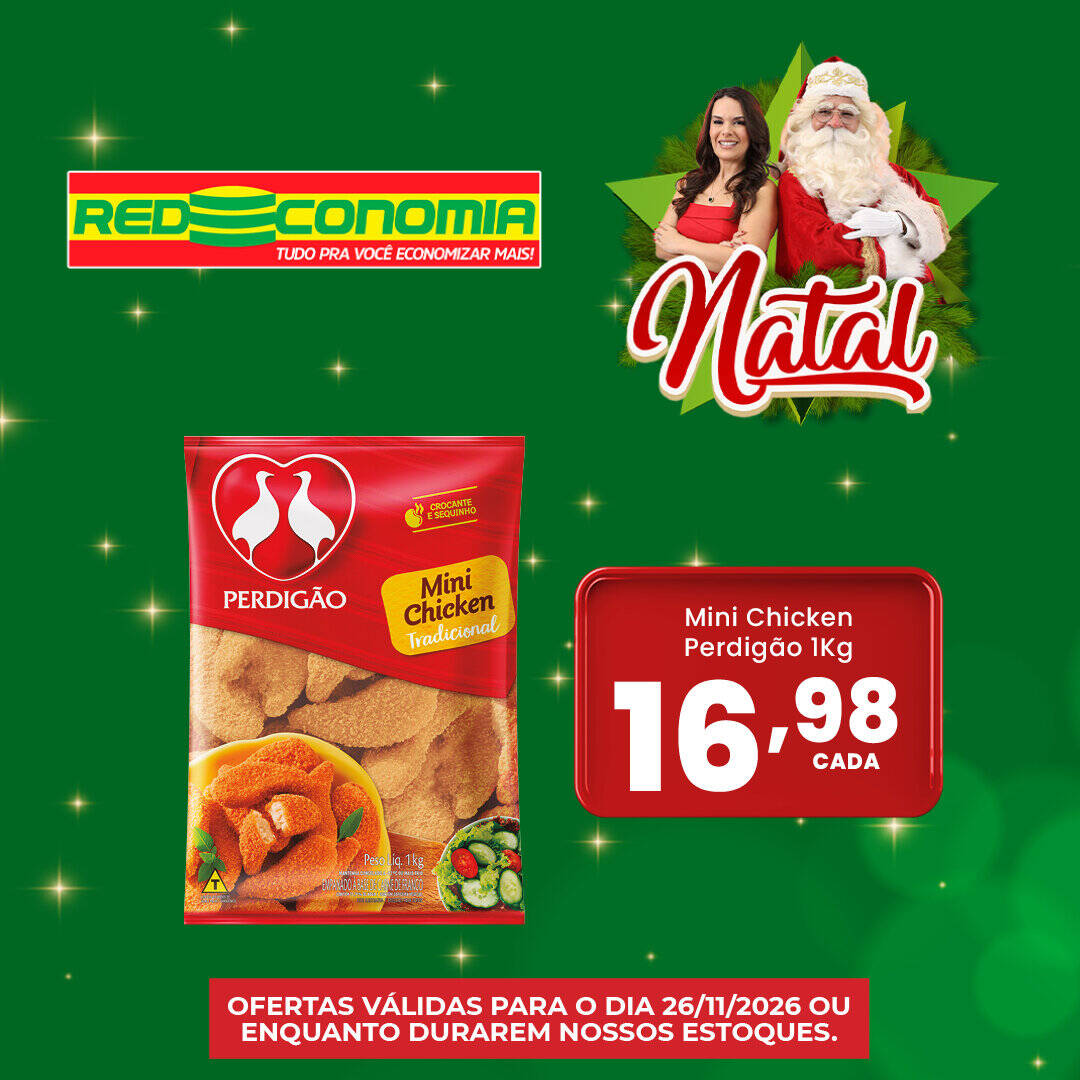 REDECONOMIA
TUDO PRA VOCÊ ECONOMIZAR MAIS!
Natal
CROCANTE
E SEQUINHO
PERDIGÃO
Mini
Chicken
Tradicional
Mini Chicken
Perdigão 1Kg
16,98
CADA
Peso Líq. 1kg
T
OFERTAS VÁLIDAS PARA O DIA 26/11/2026 OU
ENQUANTO DURAREM NOSSOS ESTOQUES.